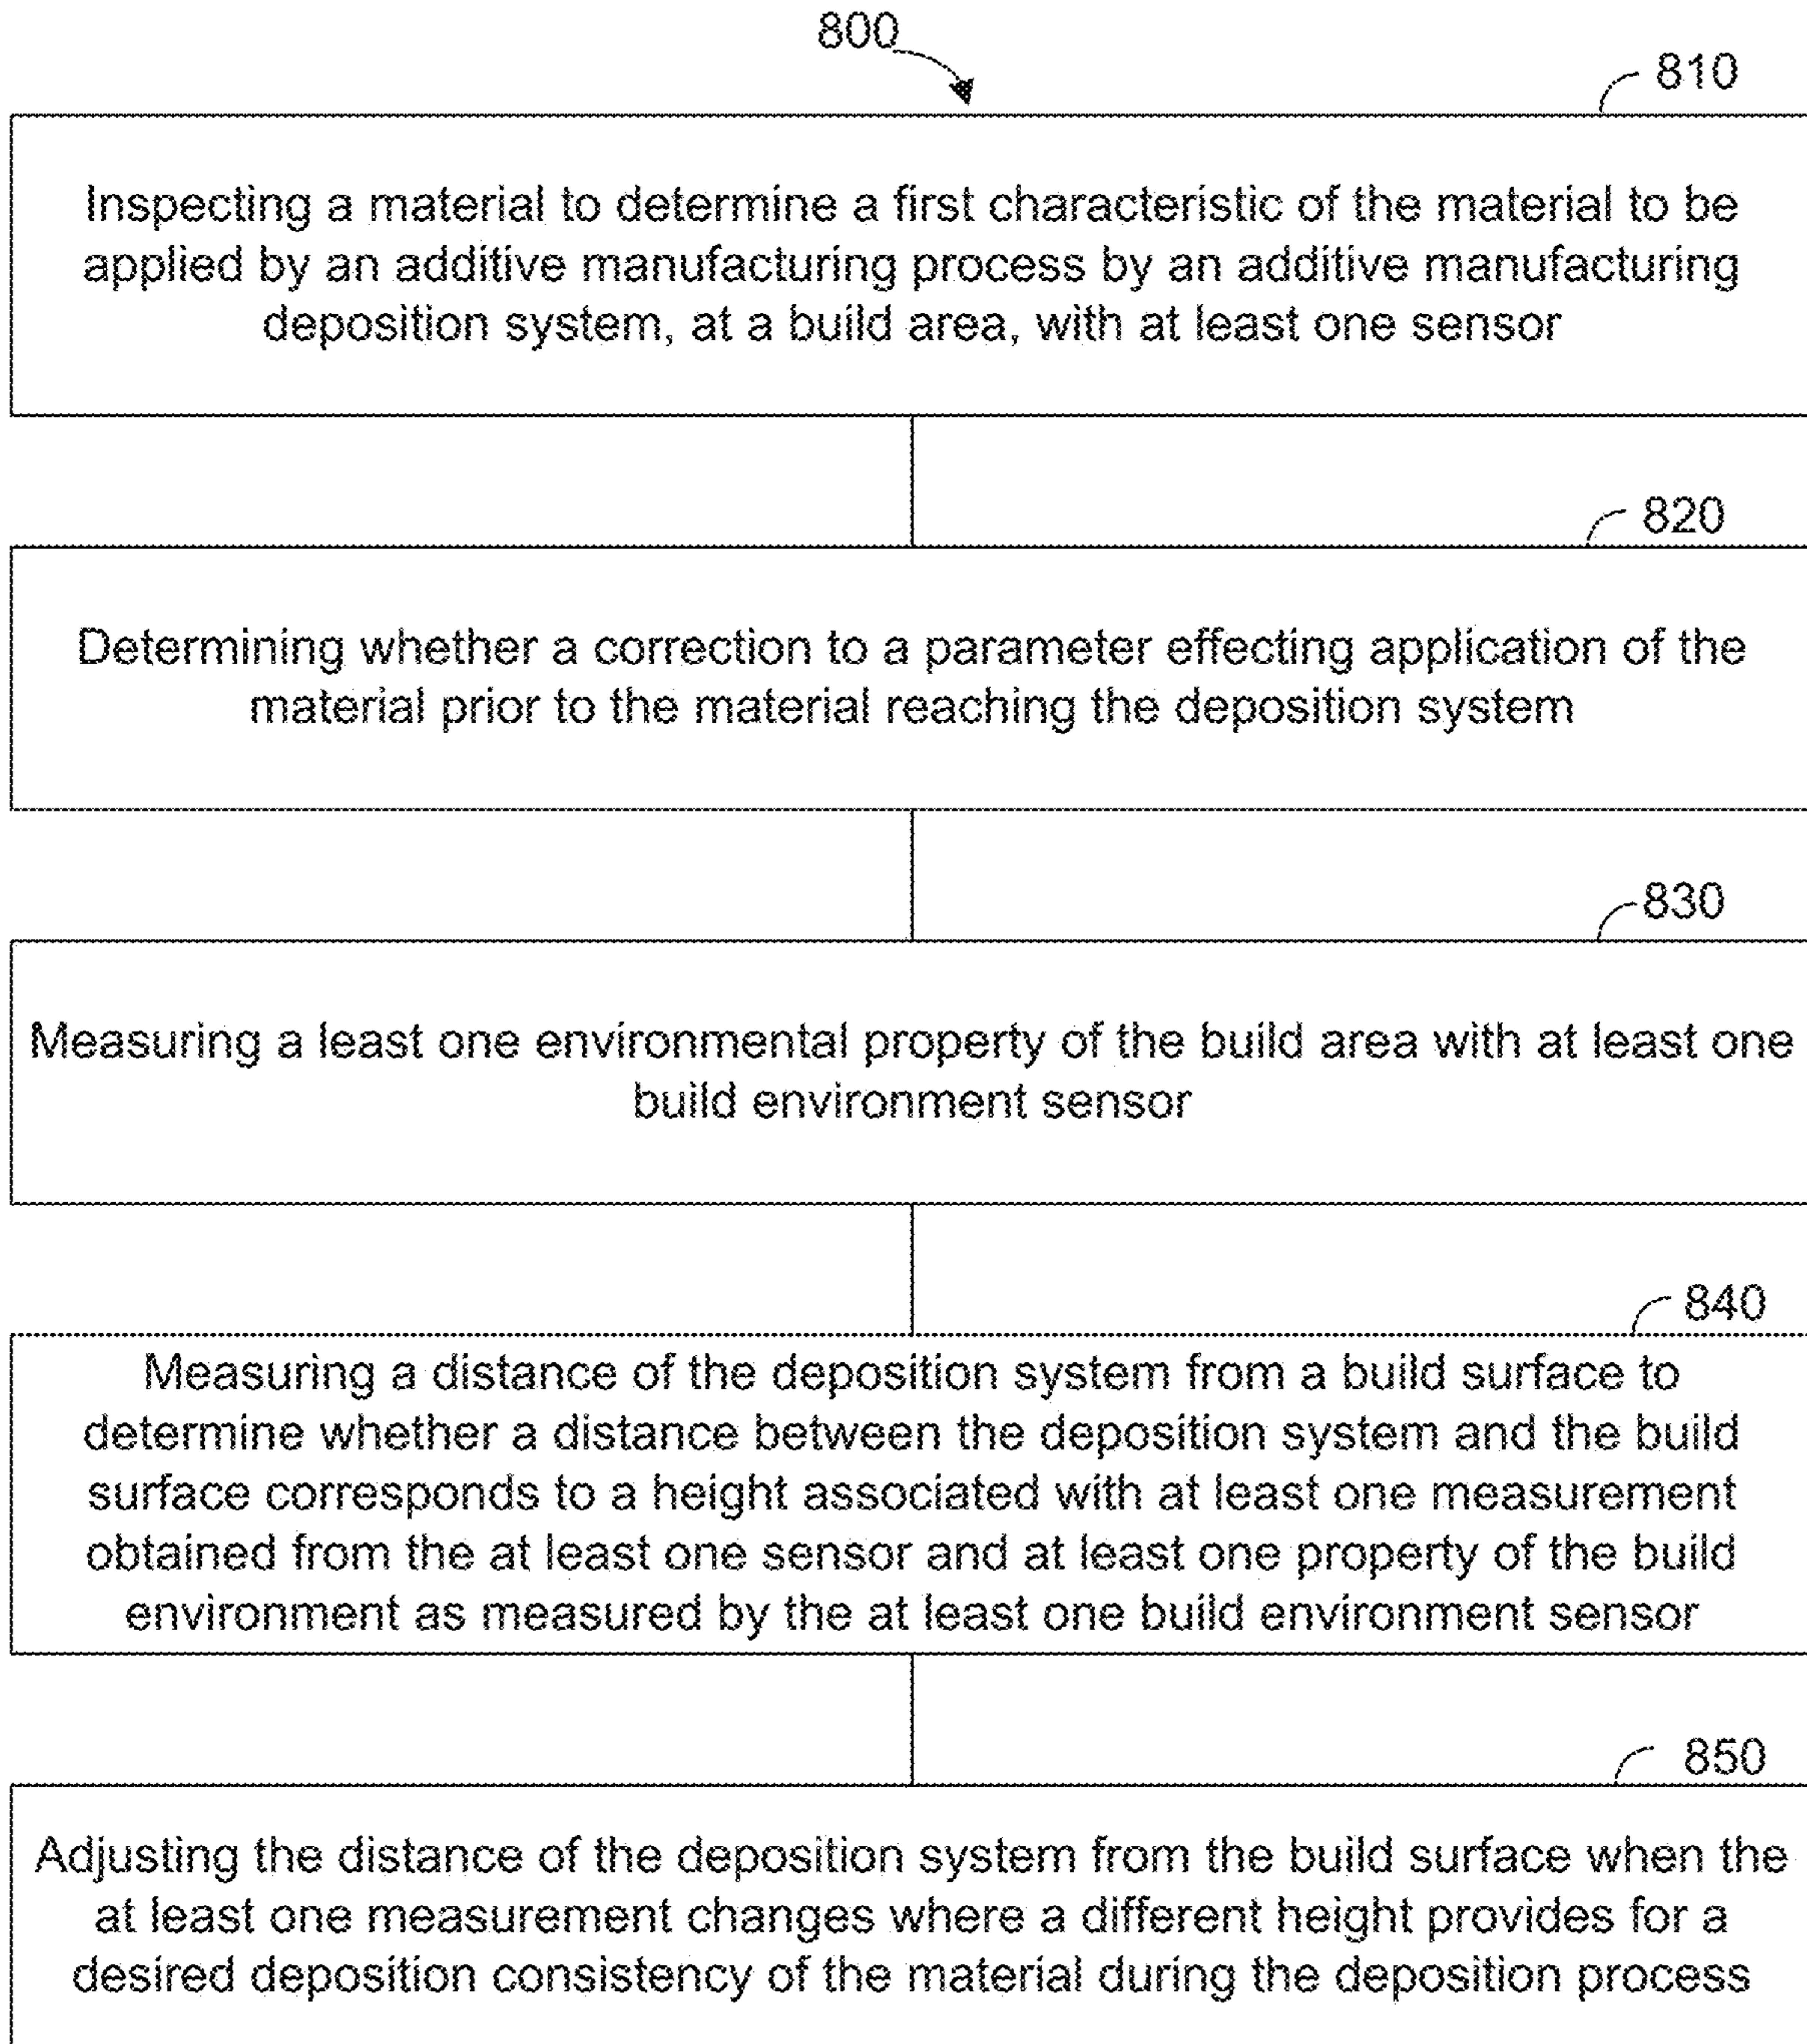 800
810
Inspecting a material to determine a first characteristic of the material to be
applied by an additive manufacturing process by an additive manufacturing
deposition system, at a build area, with at least one sensor
820
Determining whether a correction to a parameter effecting application of the
material prior to the material reaching the deposition system
830
Measuring a least one environmental property of the build area with at least one
build environment sensor
840
Measuring a distance of the deposition system from a build surface to
determine whether a distance between the deposition system and the build
surface corresponds to a height associated with at least one measurement
obtained from the at least one sensor and at least one property of the build
environment as measured by the at least one build environment sensor
850
Adjusting the distance of the deposition system from the build surface when the
at least one measurement changes where a different height provides for a
desired deposition consistency of the material during the deposition process